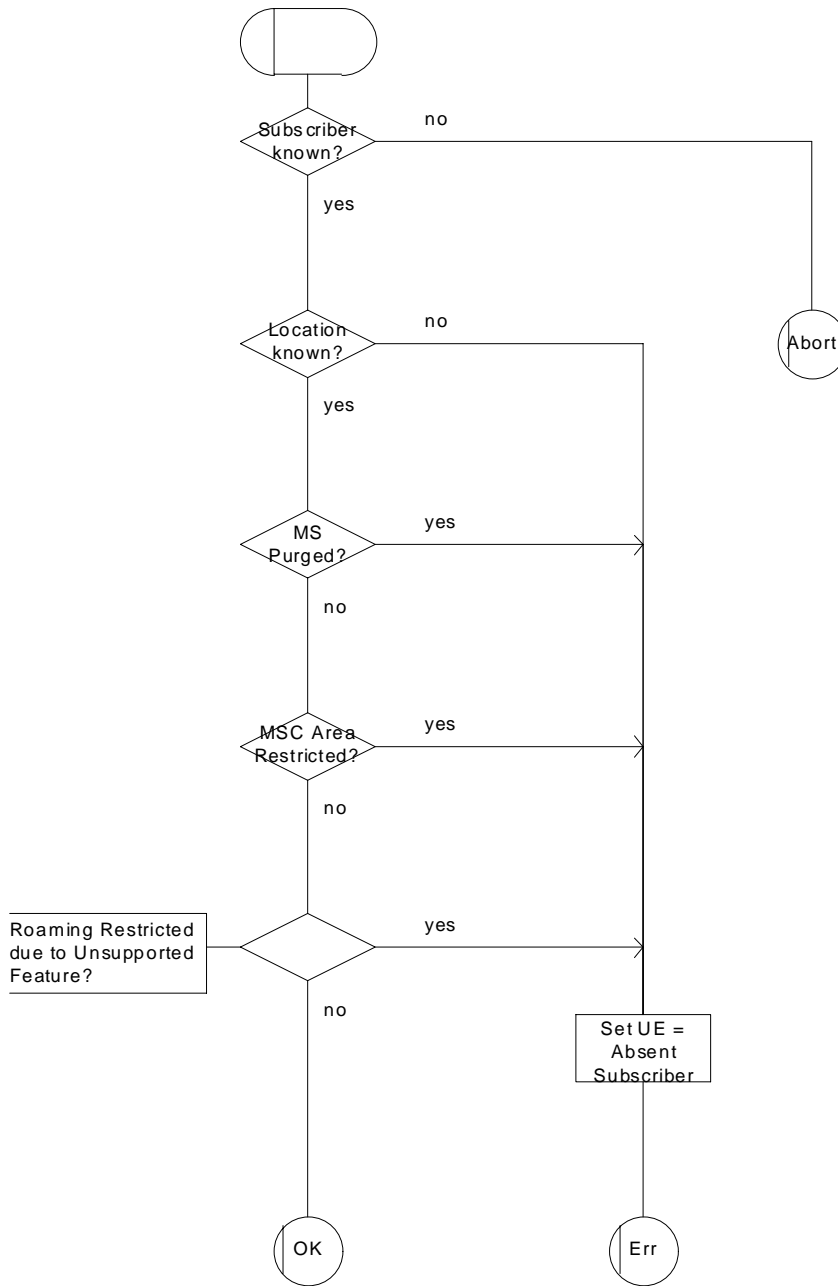 Subscriber
known?
no
yes
Location
known?
no
Abort
yes
MS
Purged?
yes
no
MSC Area
Restricted?
yes
no
Roaming Restricted
due to Unsupported
Feature?
yes
no
Set UE =
Absent
Subscriber
OK
Err